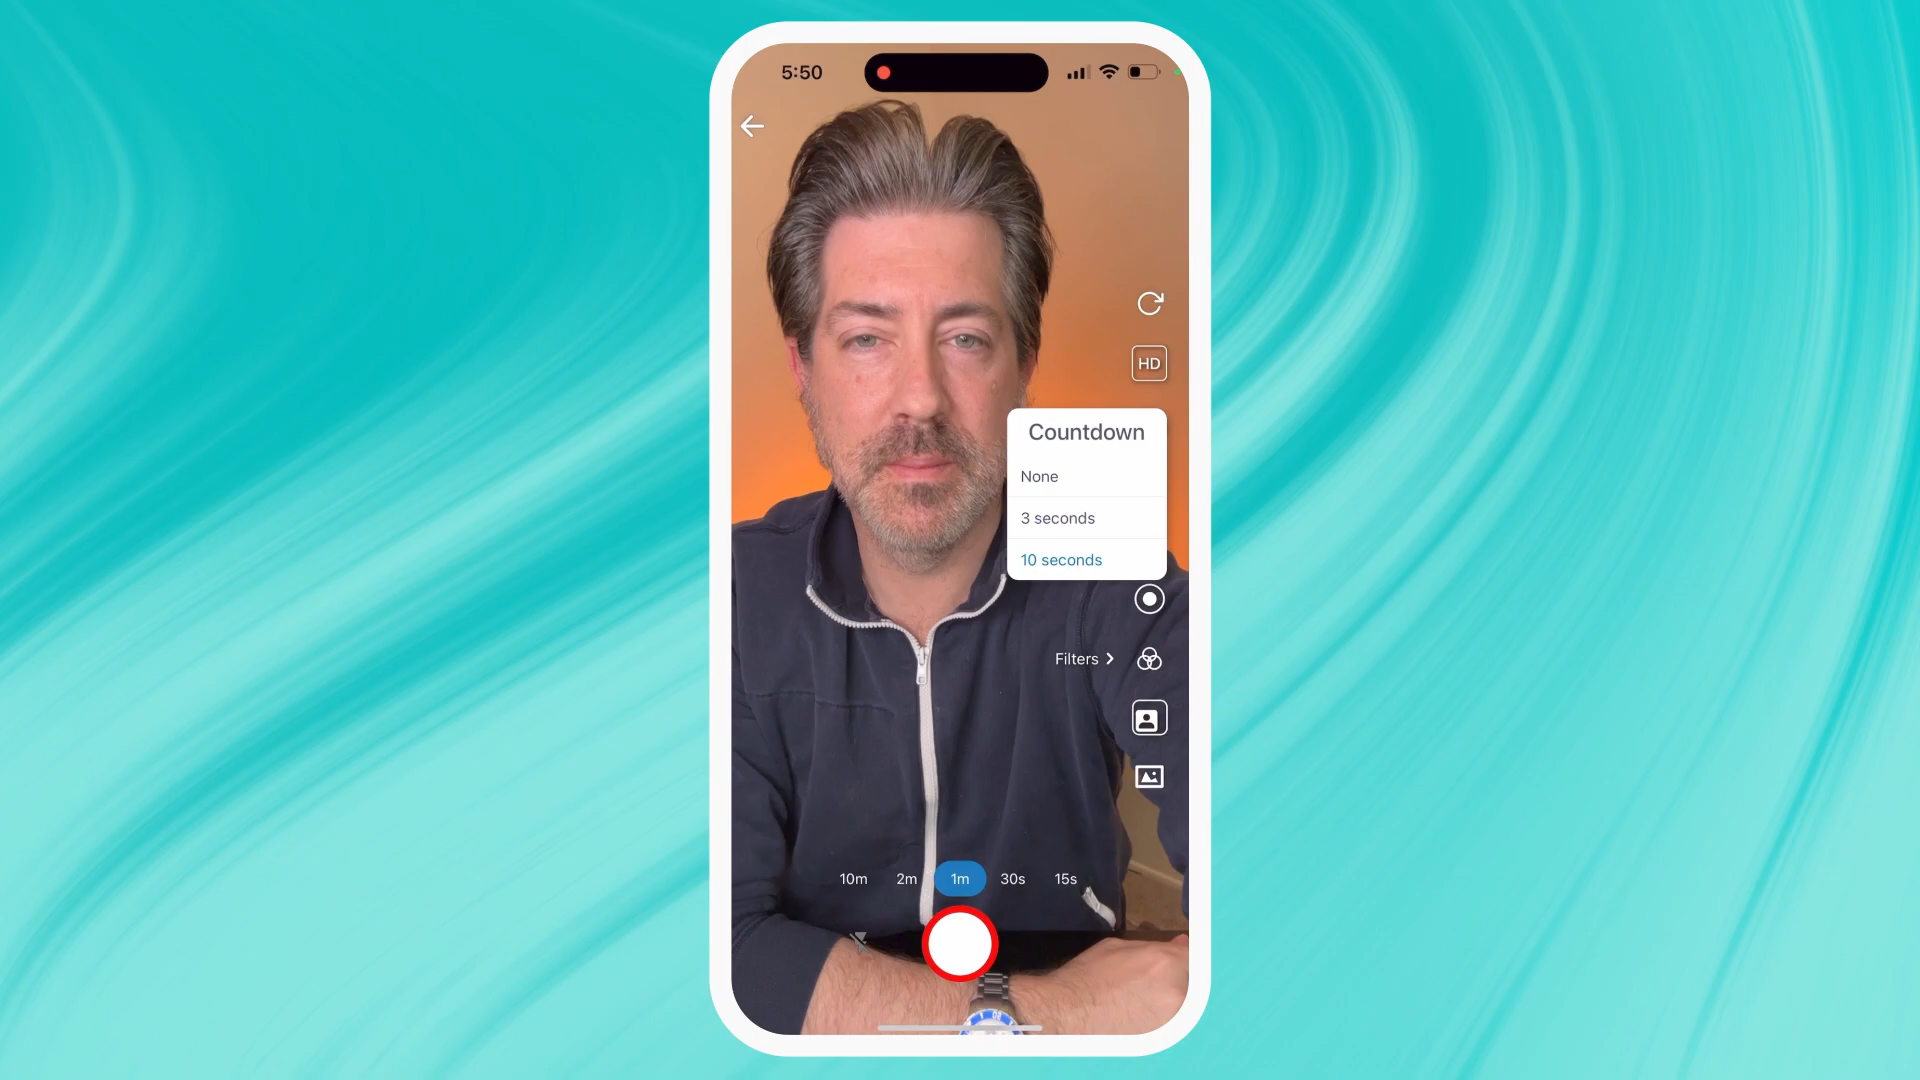 5:50
HD
Countdown
None
3 seconds
10 seconds
Filters
10m 2m 1m 30s 15s